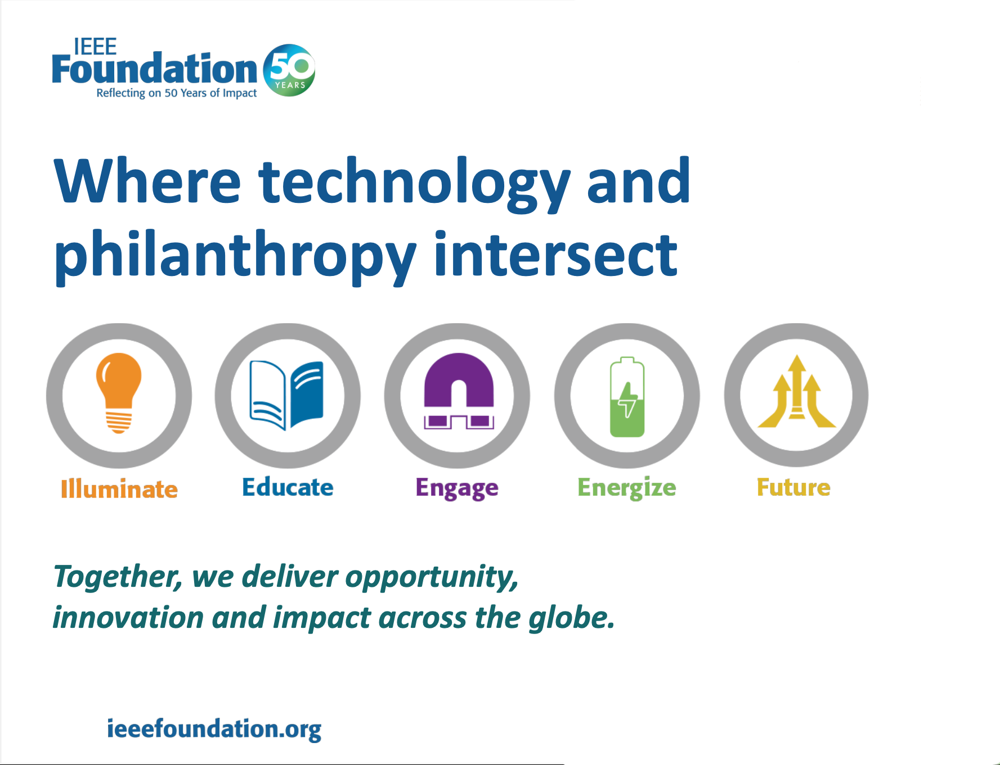 IEEE
Foundation
Reflecting on 50 Years of Impact
50
YEARS
Where technology and
philanthropy intersect
Illuminate
Educate
Engage
Energize
Future
Together, we deliver opportunity,
innovation and impact across the globe.
ieeefoundation.org